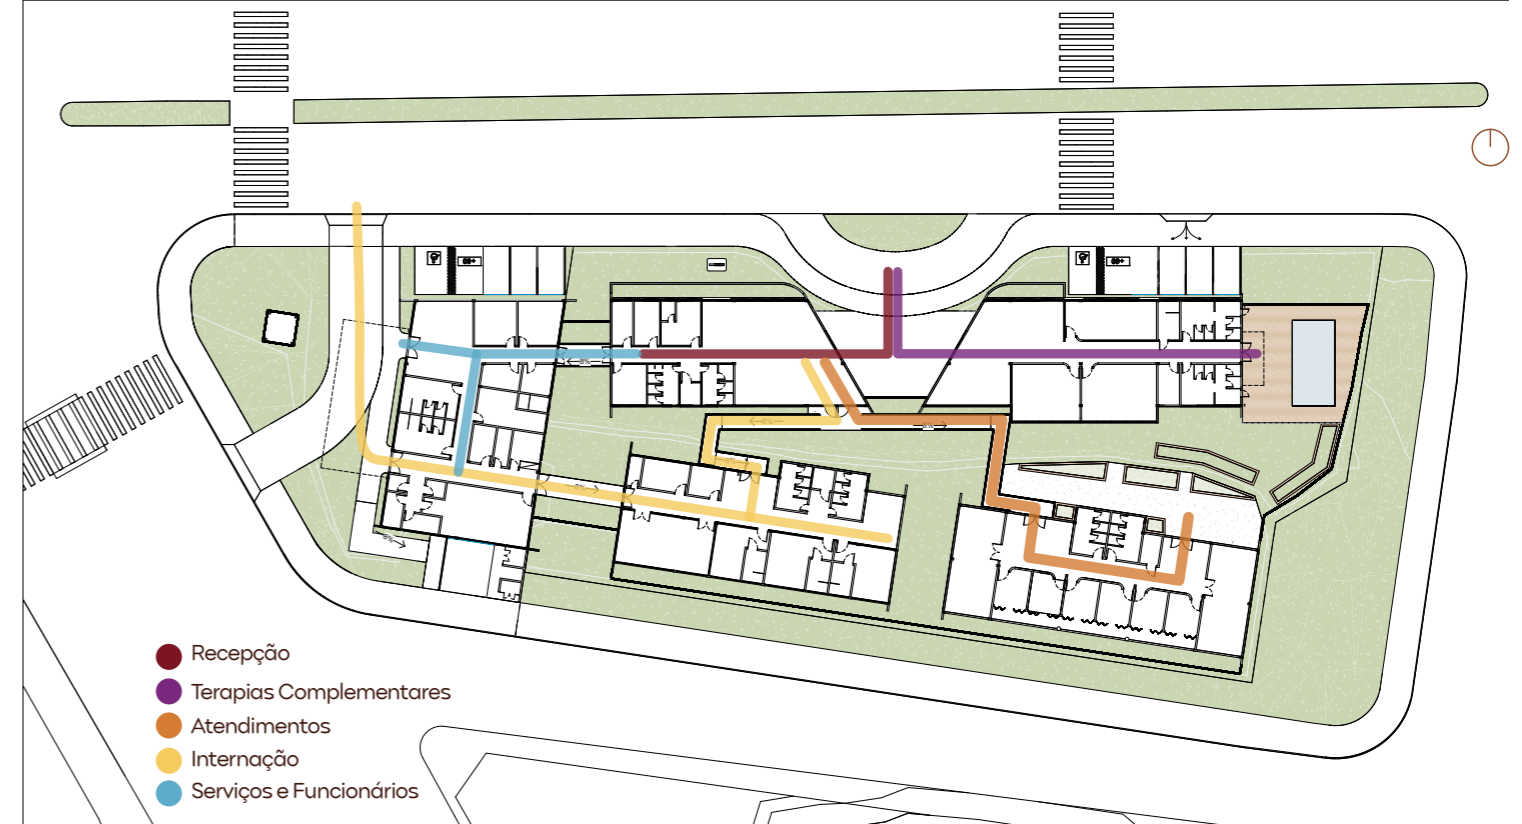 Recepção
Terapias Complementares
Atendimentos
Internação
Serviços e Funcionários